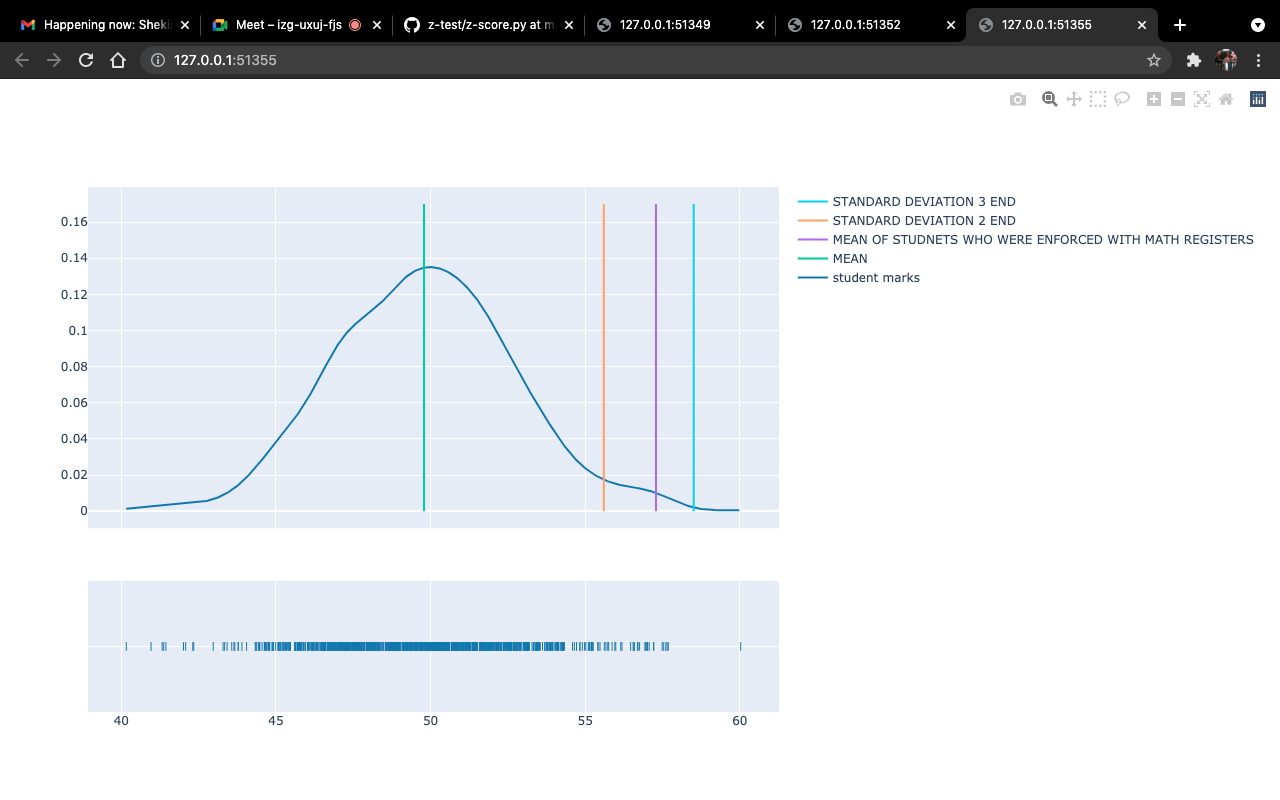 Happening now: Sheki
Meet – izg-uxuj-fjs
z-test/z-score.py at m
127.0.0.1:51349
127.0.0.1:51352
127.0.0.1:51355
127.0.0.1:51355
0.16
0.14
0.12
0.1
0.08
0.06
0.04
0.02
0
STANDARD DEVIATION 3 END
STANDARD DEVIATION 2 END
MEAN OF STUDNETS WHO WERE ENFORCED WITH MATH REGISTERS
MEAN
student marks
40 45 50 55 60